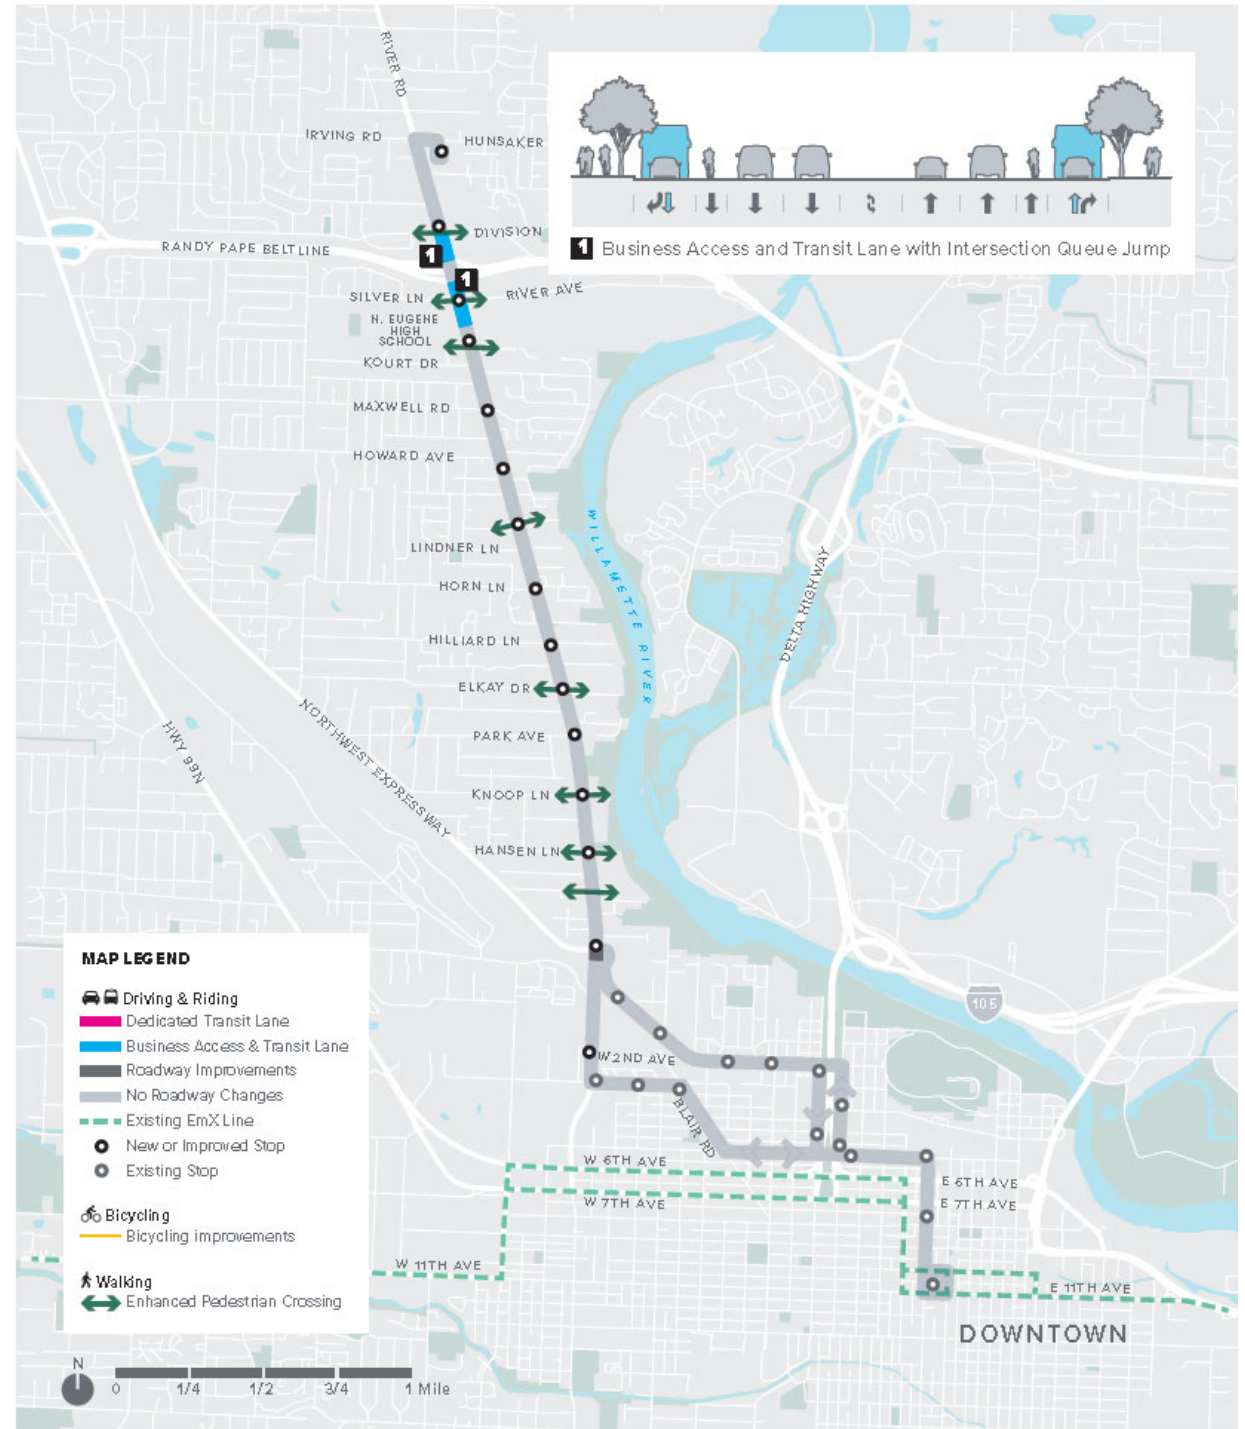 RIVER RD
IRVING RD
HUNSAKER
DIVISION
RANDY PAPE BELTLINE
1
1
SILVER LN
RIVER AVE
N. EUGENE
HIGH
SCHOOL
KOURT DR
MAXWELL RD
HOWARD AVE
LINDNER LN
HORN LN
HILLIARD LN
ELKAY DR
PARK AVE
KNOOP LN
HANSEN LN
1 Business Access and Transit Lane with Intersection Queue Jump
WILLAMETTE RIVER
DELTA HIGHWAY
NORTHWEST EXPRESSWAY
HWY 99N
105
W 2ND AVE
BLAIR RD
W 6TH AVE
W 7TH AVE
E 6TH AVE
E 7TH AVE
W 11TH AVE
E 11TH AVE
DOWNTOWN
MAP LEGEND
Driving & Riding
Dedicated Transit Lane
Business Access & Transit Lane
Roadway Improvements
No Roadway Changes
Existing EmX Line
New or Improved Stop
Existing Stop
Bicycling
Bicycling improvements
Walking
Enhanced Pedestrian Crossing
N
0 1/4 1/2 3/4 1 Mile